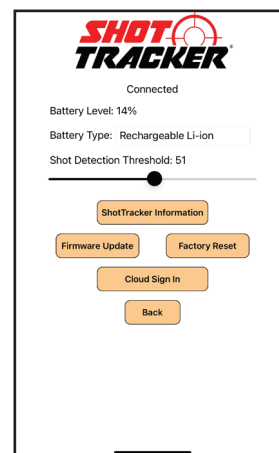 SHOT
TRACKER®
Connected
Battery Level: 14%
Battery Type: Rechargeable Li-ion
Shot Detection Threshold: 51
ShotTracker Information
Firmware Update Factory Reset
Cloud Sign In
Back